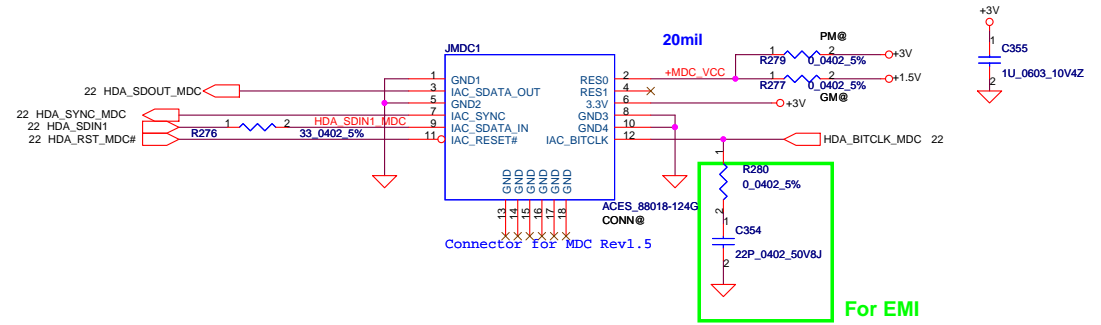 +3V
1
C355
1U_0603_10V4Z
2
JMDC1
20mil
PM@
1 2
R279 0_0402_5%
+3V
+MDC_VCC
1 2
R277 0_0402_5%
+1.5V
GM@
1 GND1 RES0 2
22 HDA_SDOUT_MDC 3 IAC_SDATA_OUT RES1 4
5 GND2 3.3V 6 +3V
22 HDA_SYNC_MDC 7 IAC_SYNC GND3 8
22 HDA_SDIN1 1 2 HDA_SDIN1_MDC 9 IAC_SDATA_IN GND4 10
R276 33_0402_5%
22 HDA_RST_MDC# 11 IAC_RESET# IAC_BITCLK 12 HDA_BITCLK_MDC 22
GND GND GND GND GND GND
13 14 15 16 17 18
ACES_88018-124G
CONN@
Connector for MDC Rev1.5
1
R280
0_0402_5%
2
1
C354
22P_0402_50V8J
2
For EMI